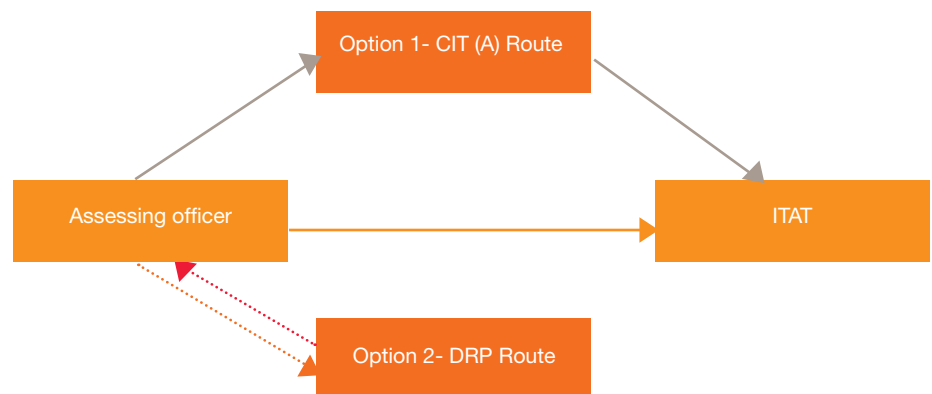 Option 1- CIT (A) Route
Assessing officer
ITAT
Option 2- DRP Route